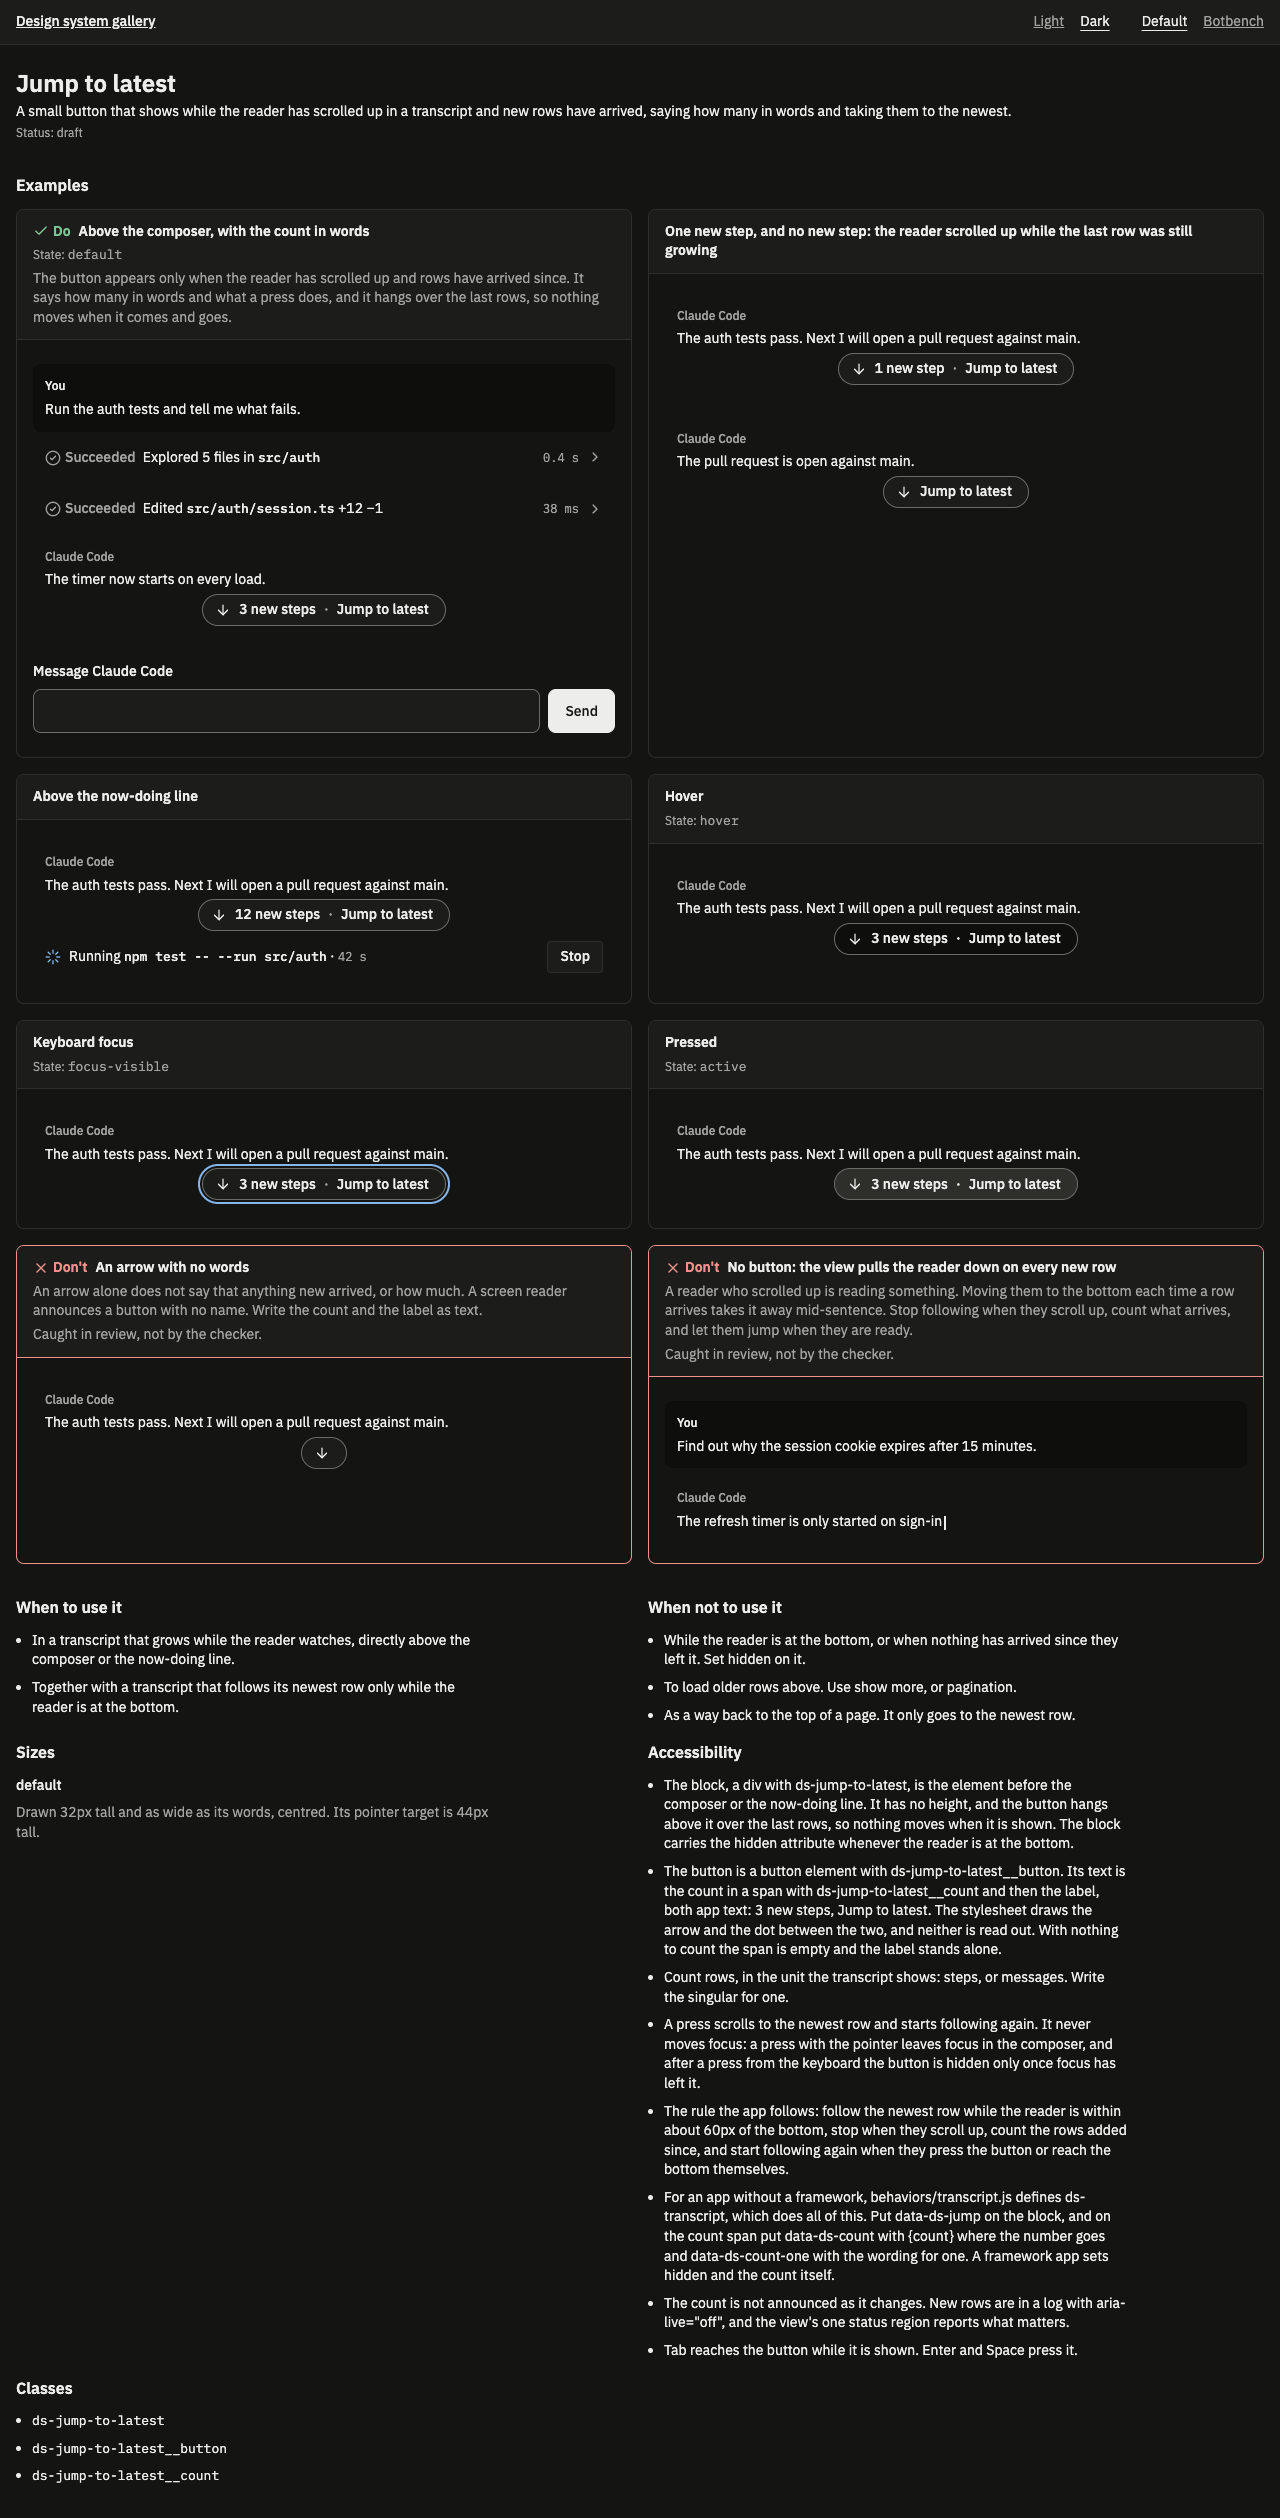 Design system gallery
Light Dark Default Botbench
Jump to latest
A small button that shows while the reader has scrolled up in a transcript and new rows have arrived, saying how many in words and taking them to the newest.
Status: draft
Examples
Do Above the composer, with the count in words
State: default
The button appears only when the reader has scrolled up and rows have arrived since. It
says how many in words and what a press does, and it hangs over the last rows, so nothing
moves when it comes and goes.
You
Run the auth tests and tell me what fails.
Succeeded Explored 5 files in src/auth 0.4 s
Succeeded Edited src/auth/session.ts +12 −1 38 ms
Claude Code
The timer now starts on every load.
3 new steps · Jump to latest
Message Claude Code
Send
One new step, and no new step: the reader scrolled up while the last row was still
growing
Claude Code
The auth tests pass. Next I will open a pull request against main.
1 new step · Jump to latest
Claude Code
The pull request is open against main.
Jump to latest
Above the now-doing line
Claude Code
The auth tests pass. Next I will open a pull request against main.
12 new steps · Jump to latest
Running npm test -- --run src/auth · 42 s
Stop
Hover
State: hover
Claude Code
The auth tests pass. Next I will open a pull request against main.
3 new steps · Jump to latest
Keyboard focus
State: focus-visible
Claude Code
The auth tests pass. Next I will open a pull request against main.
3 new steps · Jump to latest
Pressed
State: active
Claude Code
The auth tests pass. Next I will open a pull request against main.
3 new steps · Jump to latest
Don't An arrow with no words
An arrow alone does not say that anything new arrived, or how much. A screen reader
announces a button with no name. Write the count and the label as text.
Caught in review, not by the checker.
Claude Code
The auth tests pass. Next I will open a pull request against main.
Don't No button: the view pulls the reader down on every new row
A reader who scrolled up is reading something. Moving them to the bottom each time a row
arrives takes it away mid-sentence. Stop following when they scroll up, count what arrives,
and let them jump when they are ready.
Caught in review, not by the checker.
You
Find out why the session cookie expires after 15 minutes.
Claude Code
The refresh timer is only started on sign-in
When to use it
In a transcript that grows while the reader watches, directly above the
composer or the now-doing line.
Together with a transcript that follows its newest row only while the
reader is at the bottom.
When not to use it
While the reader is at the bottom, or when nothing has arrived since they
left it. Set hidden on it.
To load older rows above. Use show more, or pagination.
As a way back to the top of a page. It only goes to the newest row.
Sizes
default
Drawn 32px tall and as wide as its words, centred. Its pointer target is 44px
tall.
Accessibility
The block, a div with ds-jump-to-latest, is the element before the
composer or the now-doing line. It has no height, and the button hangs
above it over the last rows, so nothing moves when it is shown. The block
carries the hidden attribute whenever the reader is at the bottom.
The button is a button element with ds-jump-to-latest__button. Its text is
the count in a span with ds-jump-to-latest__count and then the label,
both app text: 3 new steps, Jump to latest. The stylesheet draws the
arrow and the dot between the two, and neither is read out. With nothing
to count the span is empty and the label stands alone.
Count rows, in the unit the transcript shows: steps, or messages. Write
the singular for one.
A press scrolls to the newest row and starts following again. It never
moves focus: a press with the pointer leaves focus in the composer, and
after a press from the keyboard the button is hidden only once focus has
left it.
The rule the app follows: follow the newest row while the reader is within
about 60px of the bottom, stop when they scroll up, count the rows added
since, and start following again when they press the button or reach the
bottom themselves.
For an app without a framework, behaviors/transcript.js defines ds-
transcript, which does all of this. Put data-ds-jump on the block, and on
the count span put data-ds-count with {count} where the number goes
and data-ds-count-one with the wording for one. A framework app sets
hidden and the count itself.
The count is not announced as it changes. New rows are in a log with aria-
live="off", and the view's one status region reports what matters.
Tab reaches the button while it is shown. Enter and Space press it.
Classes
ds-jump-to-latest
ds-jump-to-latest__button
ds-jump-to-latest__count